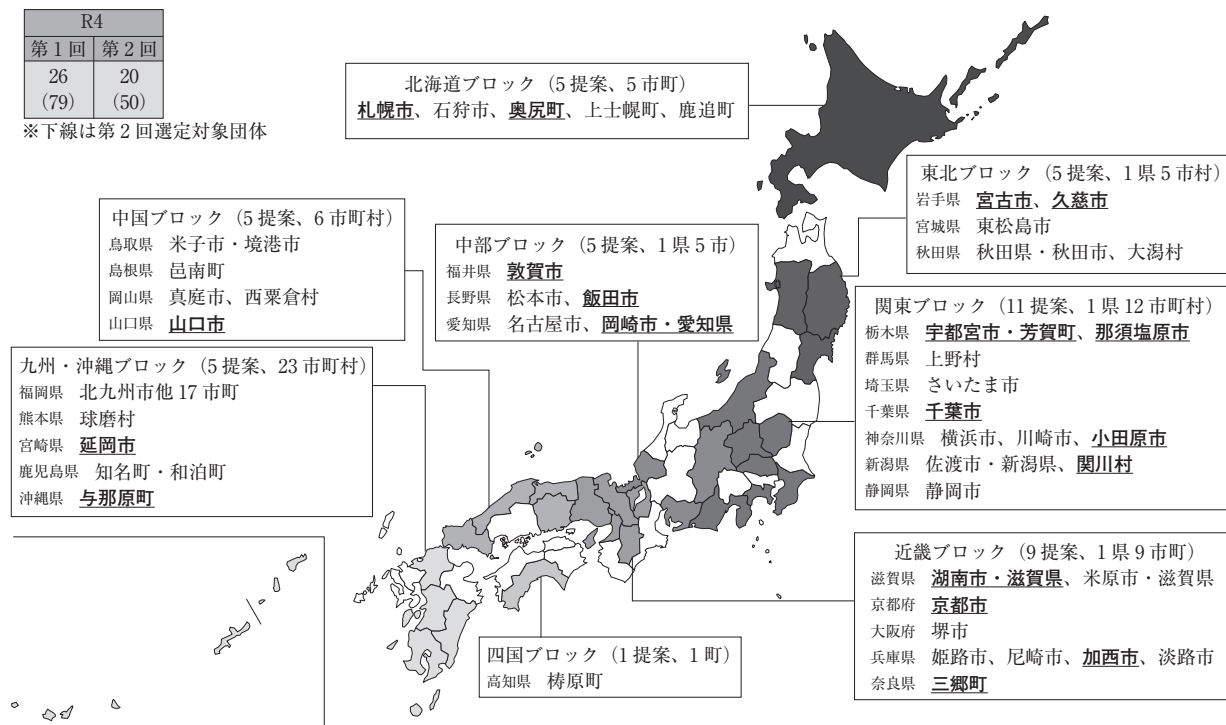 R4
第1回 第2回
26 20
(79) (50)
※下線は第2回選定対象団体
北海道ブロック（5提案、5市町）
札幌市、石狩市、奥尻町、上士幌町、鹿追町
東北ブロック（5提案、1県5市村）
岩手県 宮古市、久慈市
宮城県 東松島市
秋田県 秋田県・秋田市、大潟村
中国ブロック（5提案、6市町村）
鳥取県 米子市・境港市
島根県 邑南町
岡山県 真庭市、西粟倉村
山口県 山口市
中部ブロック（5提案、1県5市）
福井県 敦賀市
長野県 松本市、飯田市
愛知県 名古屋市、岡崎市・愛知県
関東ブロック（11提案、1県12市町村）
栃木県 宇都宮市・芳賀町、那須塩原市
群馬県 上野村
埼玉県 さいたま市
千葉県 千葉市
神奈川県 横浜市、川崎市、小田原市
新潟県 佐渡市・新潟県、関川村
静岡県 静岡市
九州・沖縄ブロック（5提案、23市町村）
福岡県 北九州市他17市町
熊本県 球磨村
宮崎県 延岡市
鹿児島県 知名町・和泊町
沖縄県 与那原町
近畿ブロック（9提案、1県9市町）
滋賀県 湖南市・滋賀県、米原市・滋賀県
京都府 京都市
大阪府 堺市
兵庫県 姫路市、尼崎市、加西市、淡路市
奈良県 三郷町
四国ブロック（1提案、1町）
高知県 梼原町